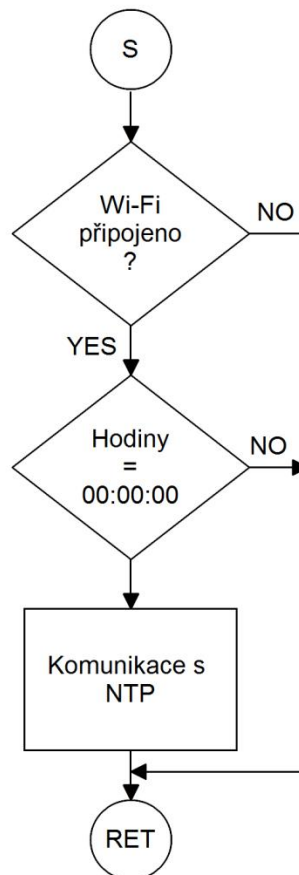 S
Wi-Fi
připojeno
?
NO
YES
Hodiny
=
00:00:00
NO
Komunikace s
NTP
RET